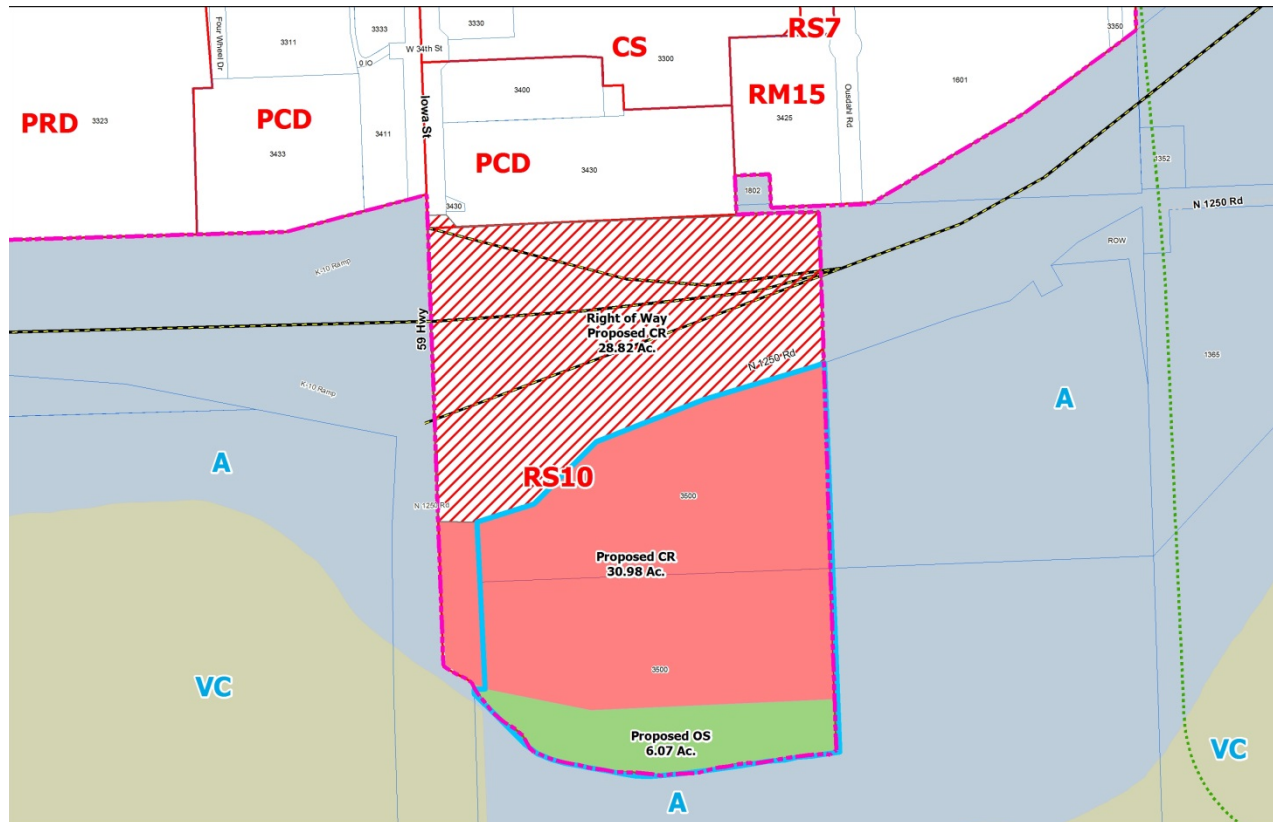 Four Wheel Dr
3311
3333
3330
W 34th St
CS
3300
RS7
3350
PRD
3323
PCD
3433
3411
Iowa St
3400
RM15
3425
Ousdahl Rd
1601
PCD
3430
1352
3430
1802
N 1250 Rd
K-10 Ramp
ROW
59 Hwy
Right of Way
Proposed CR
28.82 Ac.
N 1250 Rd
1365
K-10 Ramp
A
A
RS10
3500
N 1250 Rd
Proposed CR
30.98 Ac.
3500
VC
Proposed OS
6.07 Ac.
VC
A